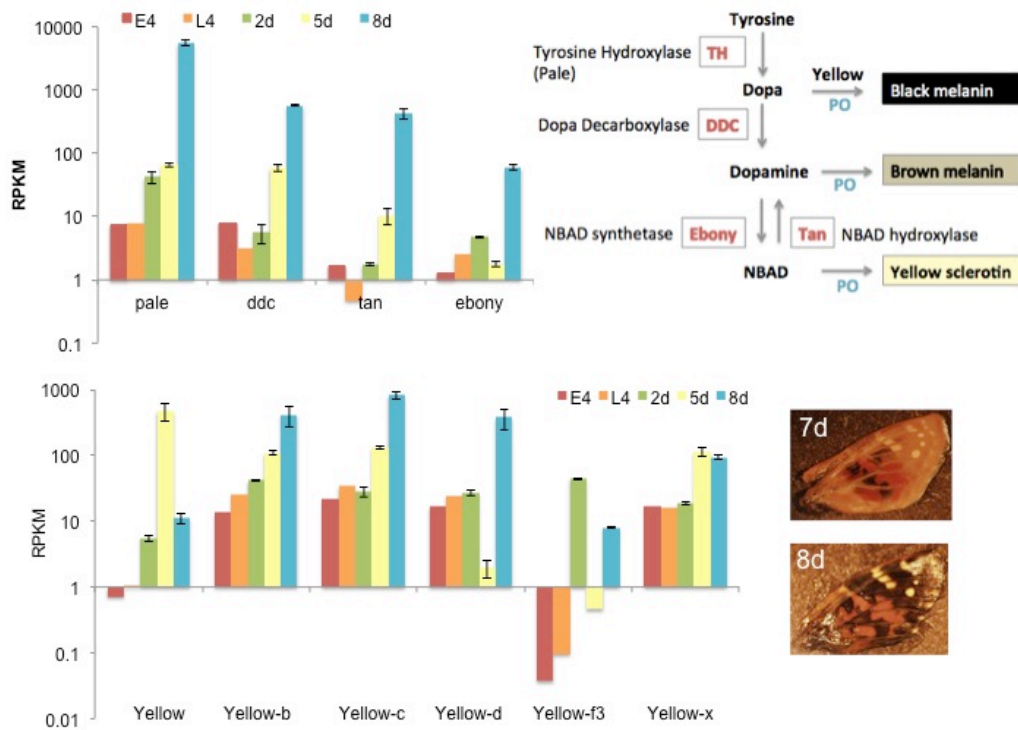 10000
1000
100
10
1
0.1
RPKM
E4 L4 2d 5d 8d
pale ddc tan ebony
Tyrosine
Tyrosine Hydroxylase
(Pale)
TH
Dopa
Yellow
PO
Black melanin
Dopa Decarboxylase
DDC
Dopamine
PO
Brown melanin
NBAD synthetase
Ebony
Tan
NBAD hydroxylase
NBAD
PO
Yellow sclerotin
1000
100
10
1
0.1
0.01
RPKM
E4 L4 2d 5d 8d
Yellow Yellow-b Yellow-c Yellow-d Yellow-f3 Yellow-x
7d
8d